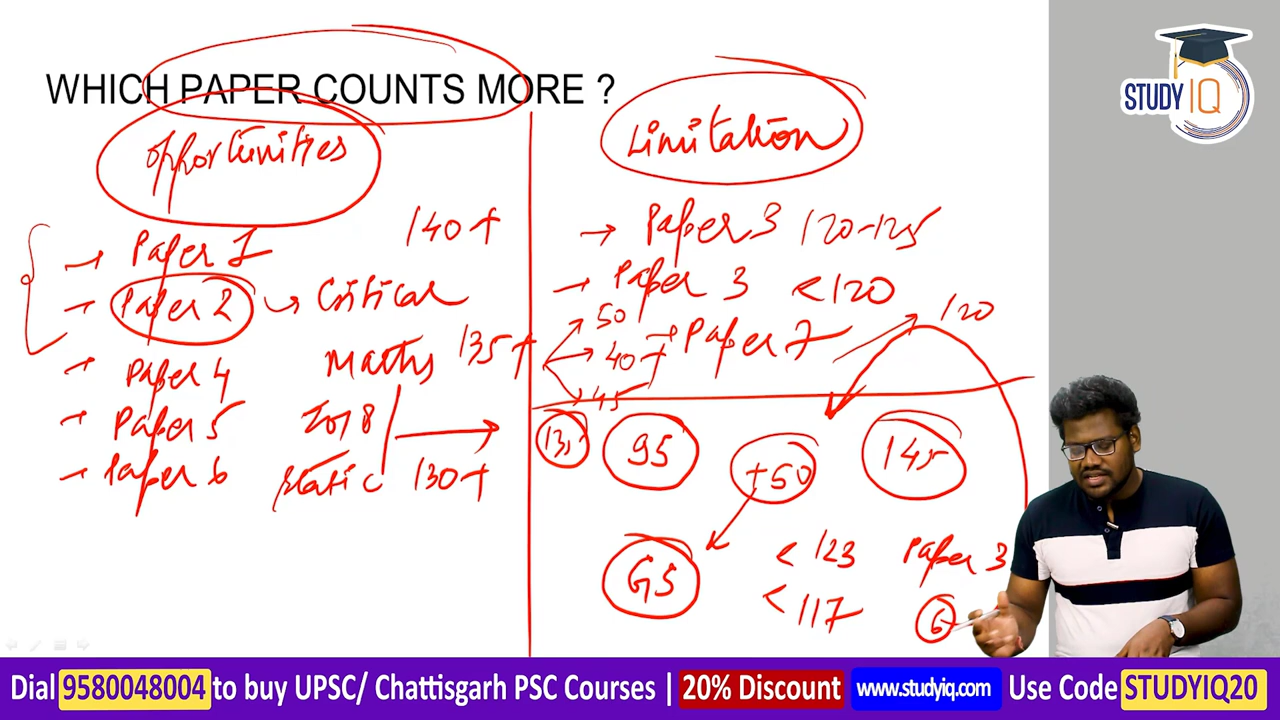 WHICH PAPER COUNTS MORE ?
STUDY IQ
Opportunities
→ Paper 1 140+
→ Paper 2 → Critical
→ Paper 4 Maths 135+
→ Paper 5
→ Paper 6 Static 130+
50
40+
45
Limitation
→ Paper 3 120-125
→ Paper 3 <120
→ Paper 7 120
135 95 +50 145
GS
<123 Paper 3
<117 6
Dial 9580048004 to buy UPSC/ Chattisgarh PSC Courses | 20% Discount www.studyiq.com Use Code STUDYIQ20